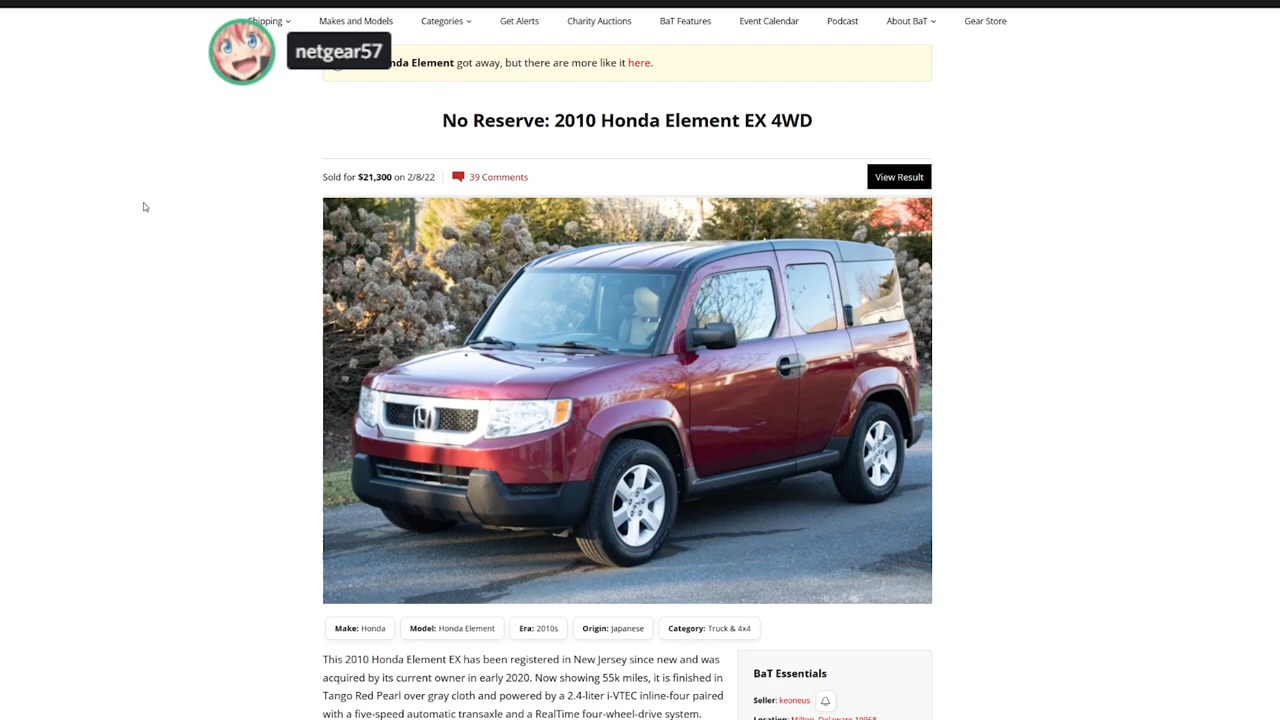 Shipping
Makes and Models
Categories
Get Alerts
Charity Auctions
BaT Features
Event Calendar
Podcast
About BaT
Gear Store
netgear57
Element got away, but there are more like it here.
No Reserve: 2010 Honda Element EX 4WD
Sold for $21,300 on 2/8/22
39 Comments
View Result
Make: Honda
Model: Honda Element
Era: 2010s
Origin: Japanese
Category: Truck & 4x4
This 2010 Honda Element EX has been registered in New Jersey since new and was
acquired by its current owner in early 2020. Now showing 55k miles, it is finished in
Tango Red Pearl over gray cloth and powered by a 2.4-liter i-VTEC inline-four paired
with a five-speed automatic transaxle and a RealTime four-wheel-drive system.
BaT Essentials
Seller: keoneus
Location: Milton, Delaware 19968